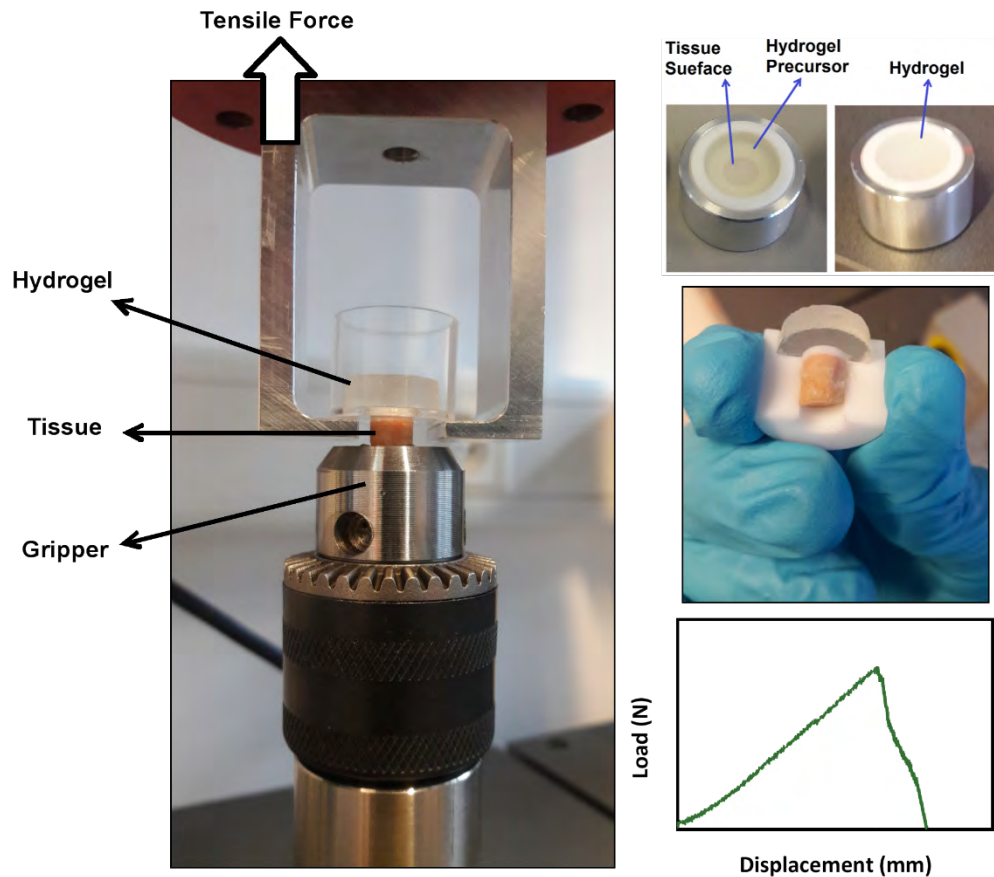 Tensile Force
Tissue
Sueface
Hydrogel
Precursor
Hydrogel
Hydrogel
Tissue
Gripper
Load (N)
Displacement (mm)